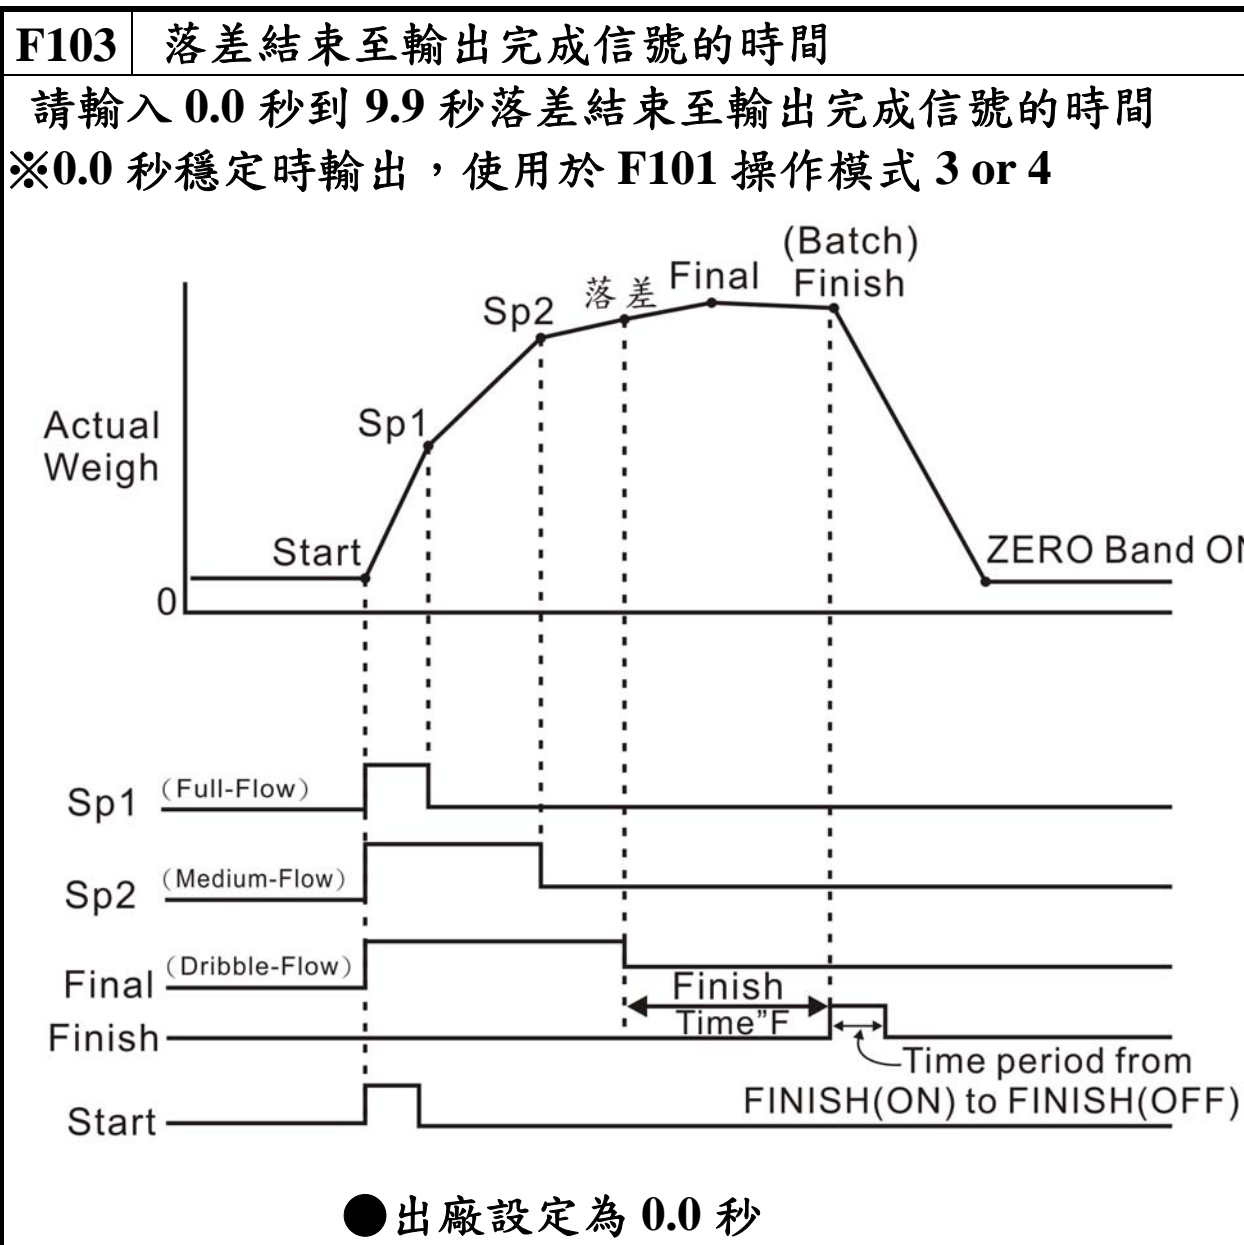 F103 落差結束至輸出完成信號的時間
請輸入 0.0 秒到 9.9 秒落差結束至輸出完成信號的時間
※0.0 秒穩定時輸出，使用於 F101 操作模式 3 or 4
(Batch)
Finish
Final
落差
Sp2
Sp1
Actual
Weigh
Start
ZERO Band ON
0
Sp1 (Full-Flow)
Sp2 (Medium-Flow)
Final (Dribble-Flow)
Finish
Time”F
Finish
Time period from
FINISH(ON) to FINISH(OFF)
Start
●出廠設定為 0.0 秒